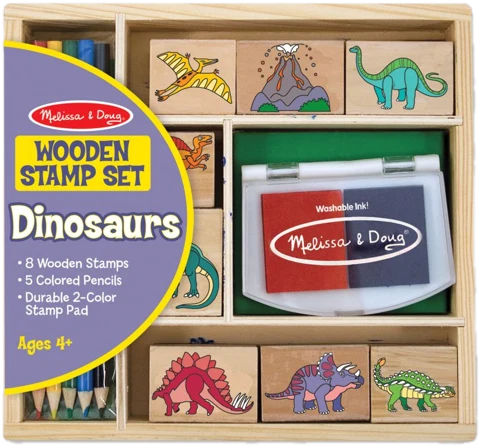 Melissa & Doug
WOODEN
STAMP SET
Dinosaurs
• 8 Wooden Stamps
• 5 Colored Pencils
• Durable 2-Color
Stamp Pad
Ages 4+
Washable Ink!
Melissa & Doug®